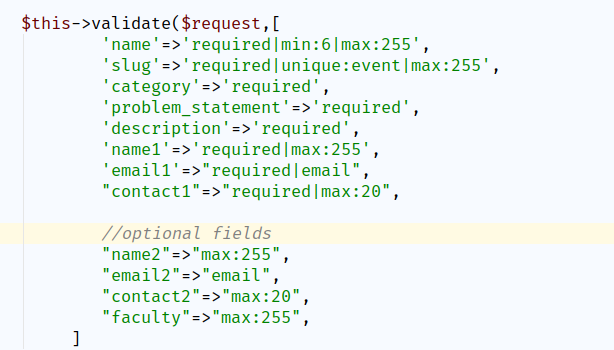 $this->validate($request,[
'name'=>'required|min:6|max:255',
'slug'=>'required|unique:event|max:255',
'category'=>'required',
'problem_statement'=>'required',
'description'=>'required',
'name1'=>'required|max:255',
'email1'=>"required|email",
"contact1"=>"required|max:20",
//optional fields
"name2"=>"max:255",
"email2"=>"email",
"contact2"=>"max:20",
"faculty"=>"max:255",
]